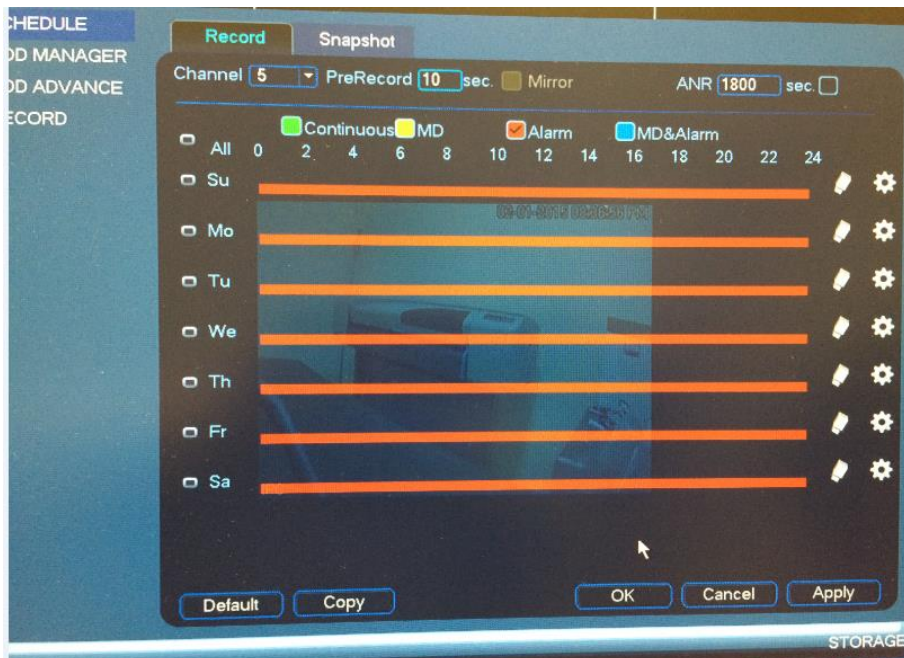 CHEDULE
DD MANAGER
DD ADVANCE
ECORD
Record Snapshot
Channel 5 PreRecord 10 sec. Mirror ANR 1800 sec.
Continuous MD Alarm MD&Alarm
All 0 2 4 6 8 10 12 14 16 18 20 22 24
Su
Mo
Tu
We
Th
Fr
Sa
Default Copy OK Cancel Apply
STORAGE